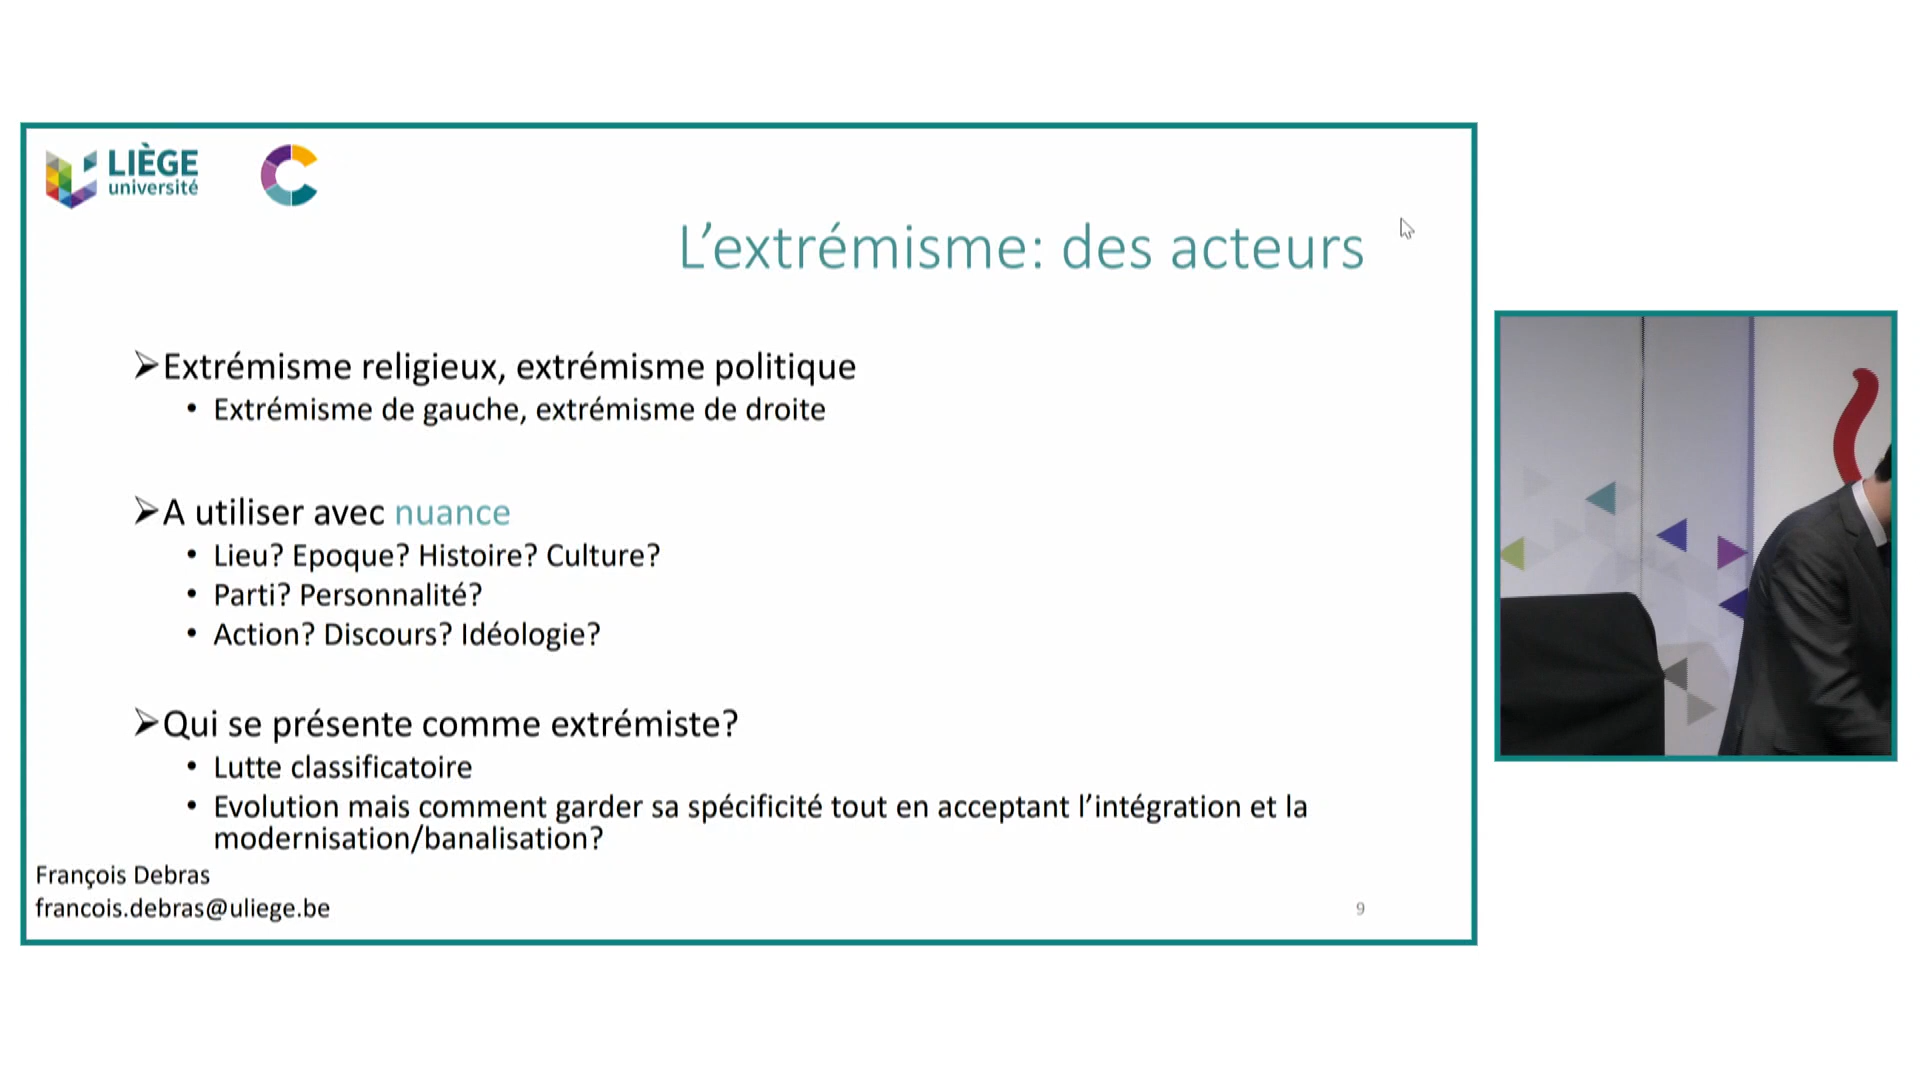 LIÈGE
université
L'extrémisme: des acteurs
➢Extrémisme religieux, extrémisme politique
• Extrémisme de gauche, extrémisme de droite
➢A utiliser avec nuance
• Lieu? Epoque? Histoire? Culture?
• Parti? Personnalité?
• Action? Discours? Idéologie?
➢Qui se présente comme extrémiste?
• Lutte classificatoire
• Evolution mais comment garder sa spécificité tout en acceptant l'intégration et la
modernisation/banalisation?
François Debras
francois.debras@uliege.be
9